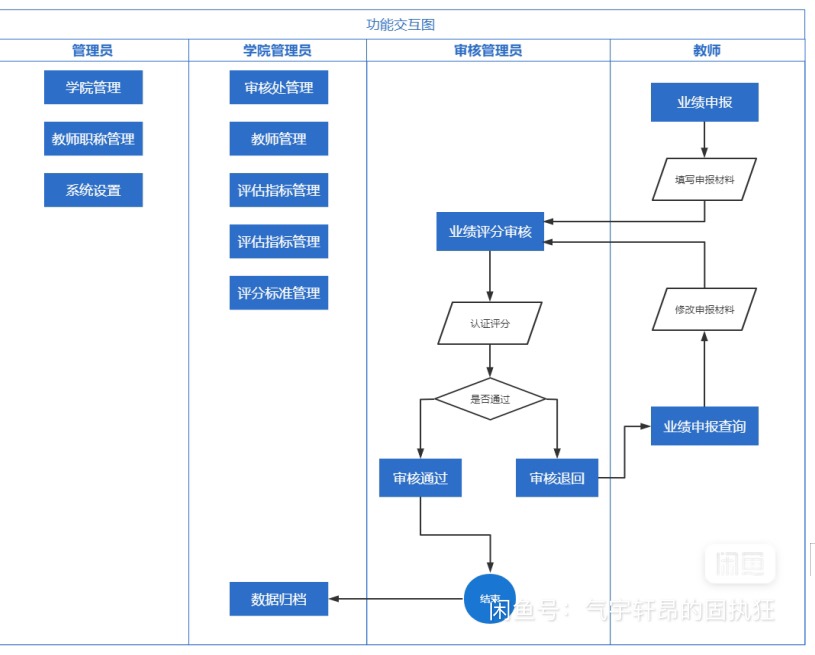 功能交互图
管理员
学院管理员
审核管理员
教师
学院管理
教师职称管理
系统设置
审核处管理
教师管理
评估指标管理
评估指标管理
评分标准管理
数据归档
业绩评分审核
认证评分
是否通过
审核通过
审核退回
结束
业绩申报
填写申报材料
修改申报材料
业绩申报查询
闲鱼
闲鱼号：气宇轩昂的固执狂